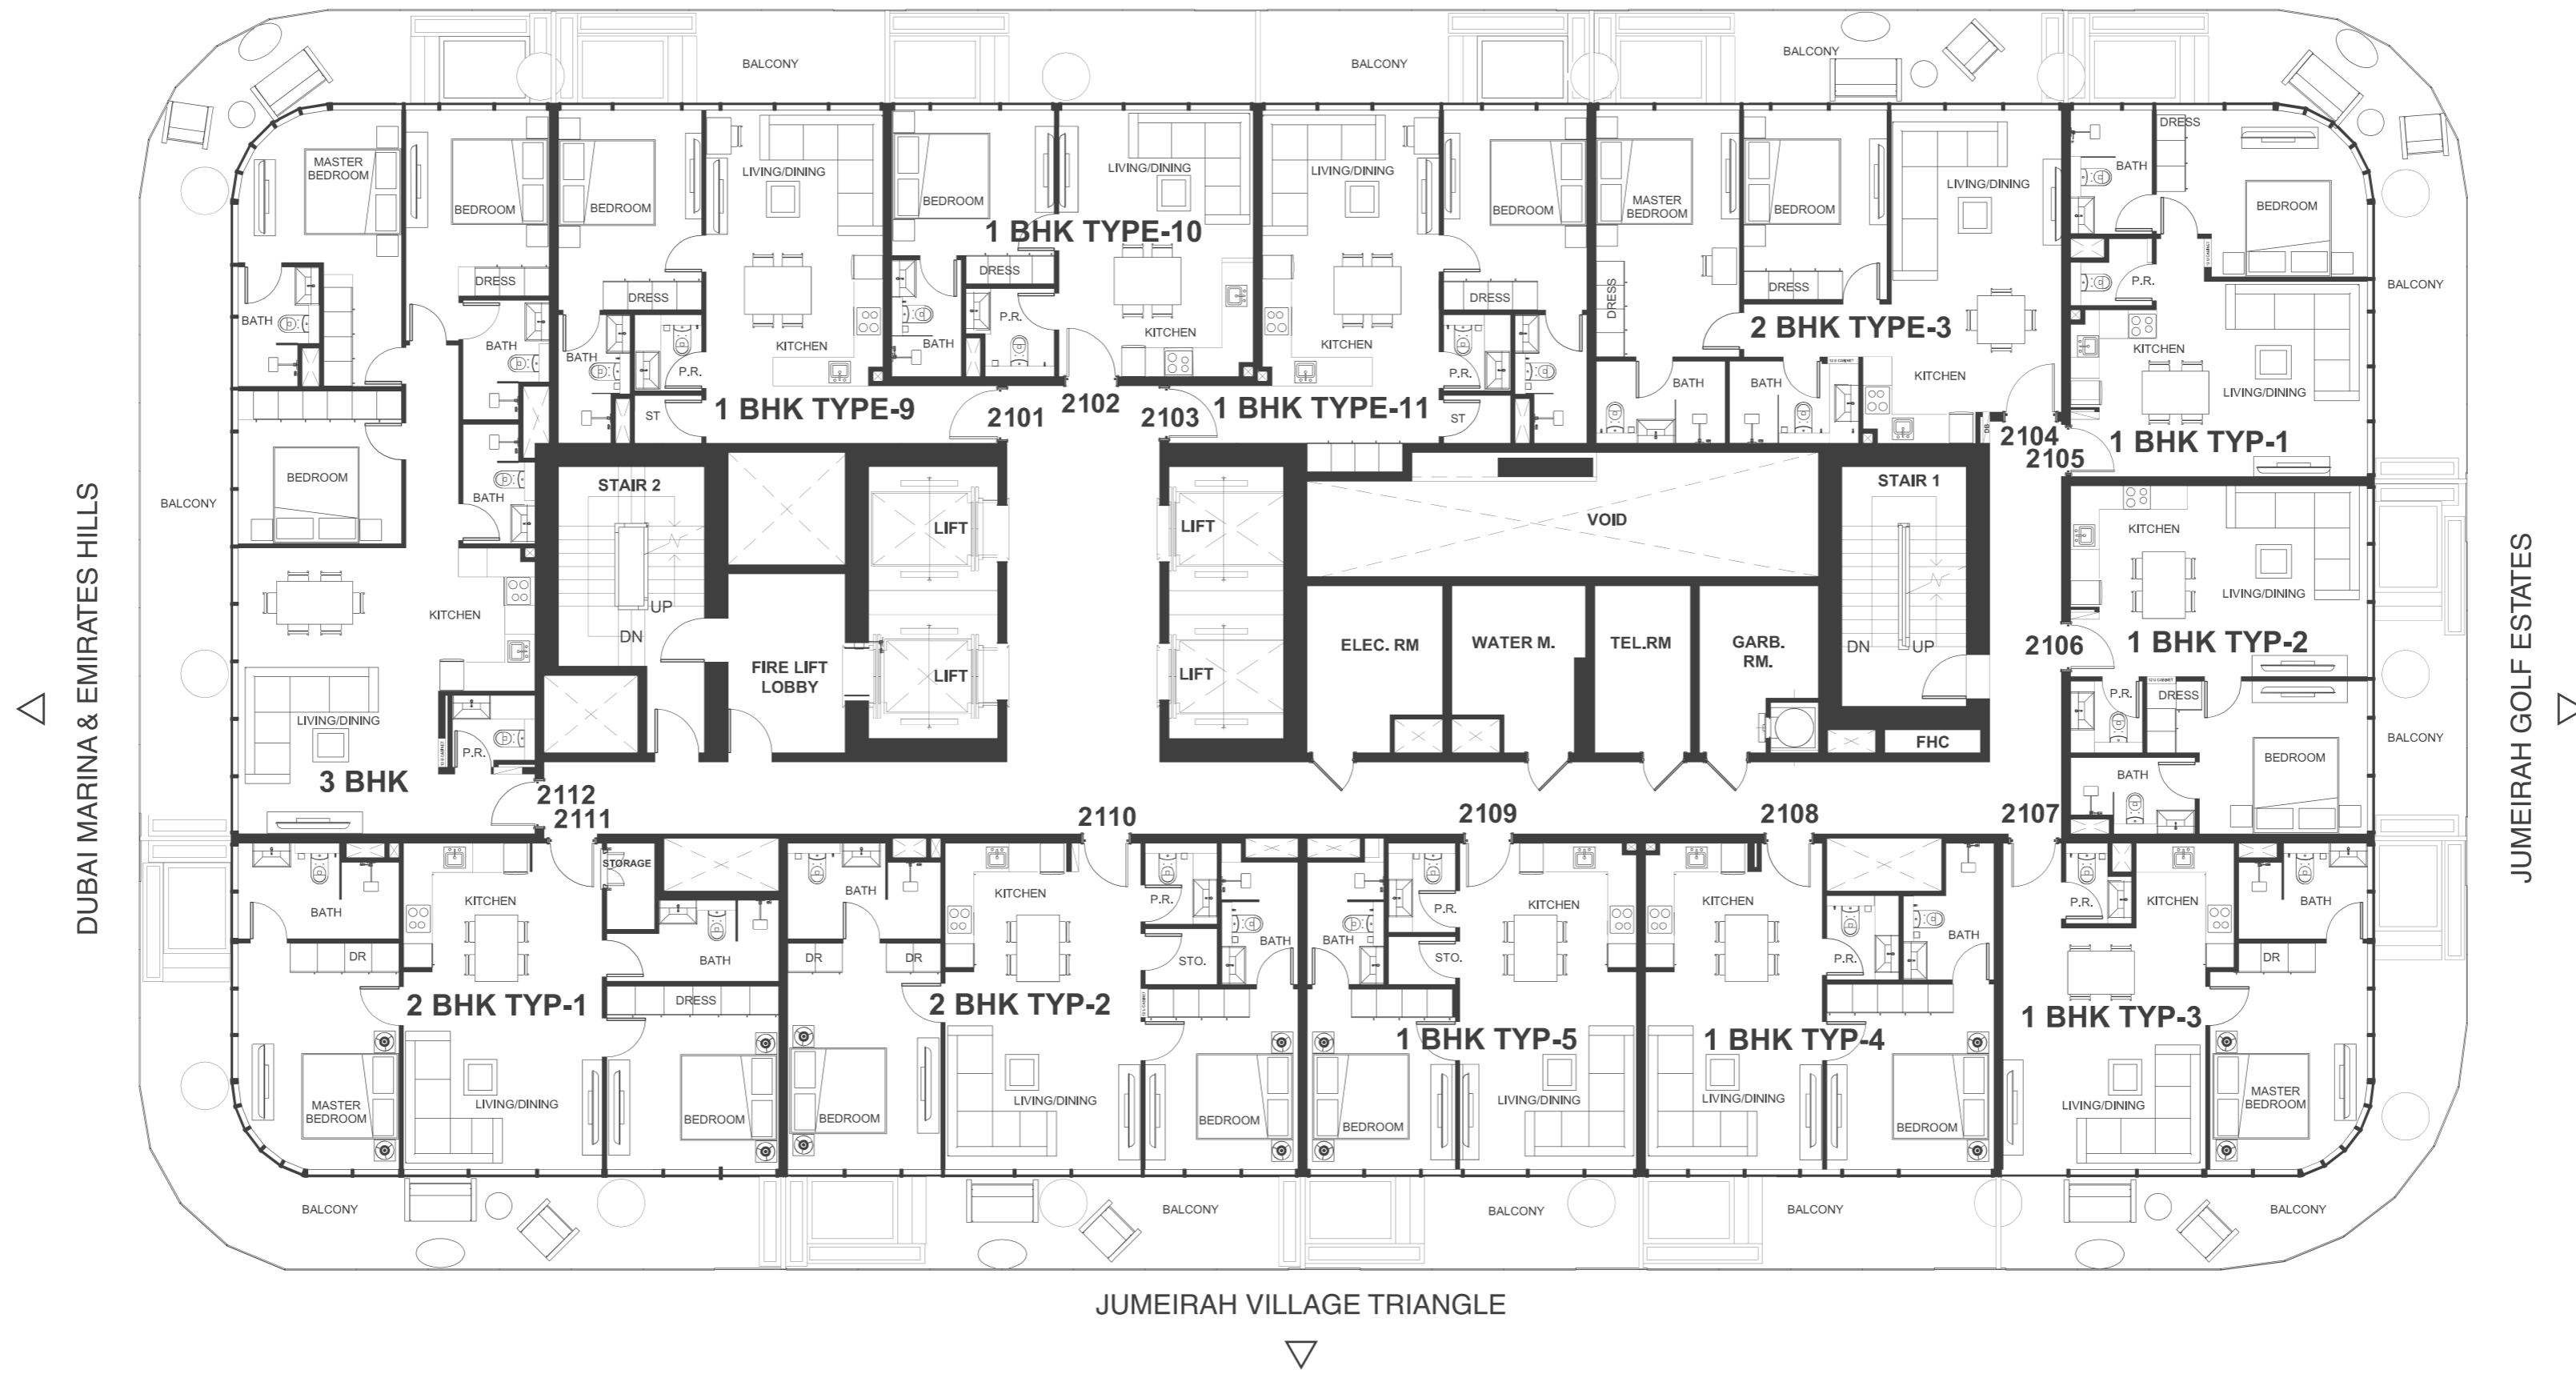 BALCONY
BALCONY
BALCONY
MASTER
BEDROOM
BEDROOM
BEDROOM
LIVING/DINING
BEDROOM
LIVING/DINING
LIVING/DINING
BEDROOM
MASTER
BEDROOM
BEDROOM
LIVING/DINING
DRESS
BATH
BEDROOM
1 BHK TYPE-10
DRESS
DRESS
DRESS
DRESS
DRESS
DRESS
P.R.
BALCONY
BATH
BATH
BATH
P.R.
BATH
P.R.
KITCHEN
KITCHEN
KITCHEN
P.R.
2 BHK TYPE-3
KITCHEN
BATH
BATH
KITCHEN
LIVING/DINING
ST
1 BHK TYPE-9
2101
2102
2103
1 BHK TYPE-11
ST
DB
2104
2105
1 BHK TYP-1
BEDROOM
BATH
BALCONY
STAIR 2
LIFT
LIFT
VOID
STAIR 1
KITCHEN
LIVING/DINING
KITCHEN
UP
DN
FIRE LIFT
LOBBY
LIFT
LIFT
ELEC. RM
WATER M.
TEL.RM
GARB.
RM.
DN
UP
2106
1 BHK TYP-2
LIVING/DINING
P.R.
3 BHK
FHC
P.R.
DRESS
BEDROOM
BATH
BALCONY
DUBAI MARINA & EMIRATES HILLS
JUMEIRAH GOLF ESTATES
2112
2111
2110
2109
2108
2107
BATH
KITCHEN
STORAGE
BATH
BATH
KITCHEN
P.R.
STO.
BATH
BATH
P.R.
STO.
KITCHEN
KITCHEN
P.R.
BATH
P.R.
KITCHEN
BATH
DR
DR
DR
DR
2 BHK TYP-1
DRESS
2 BHK TYP-2
1 BHK TYP-5
1 BHK TYP-4
1 BHK TYP-3
MASTER
BEDROOM
LIVING/DINING
BEDROOM
BEDROOM
LIVING/DINING
BEDROOM
BEDROOM
LIVING/DINING
LIVING/DINING
BEDROOM
LIVING/DINING
MASTER
BEDROOM
BALCONY
BALCONY
BALCONY
BALCONY
BALCONY
JUMEIRAH VILLAGE TRIANGLE